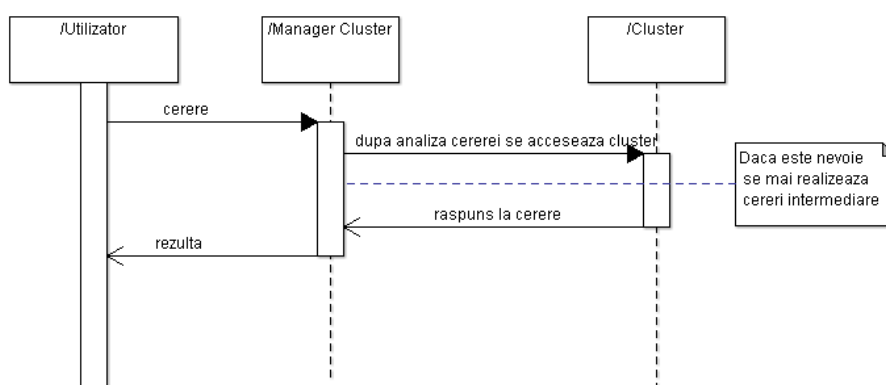 /Utilizator
/Manager Cluster
/Cluster
cerere
dupa analiza cererei se acceseaza cluster
Daca este nevoie
se mai realizeaza
cereri intermediare
raspuns la cerere
rezulta